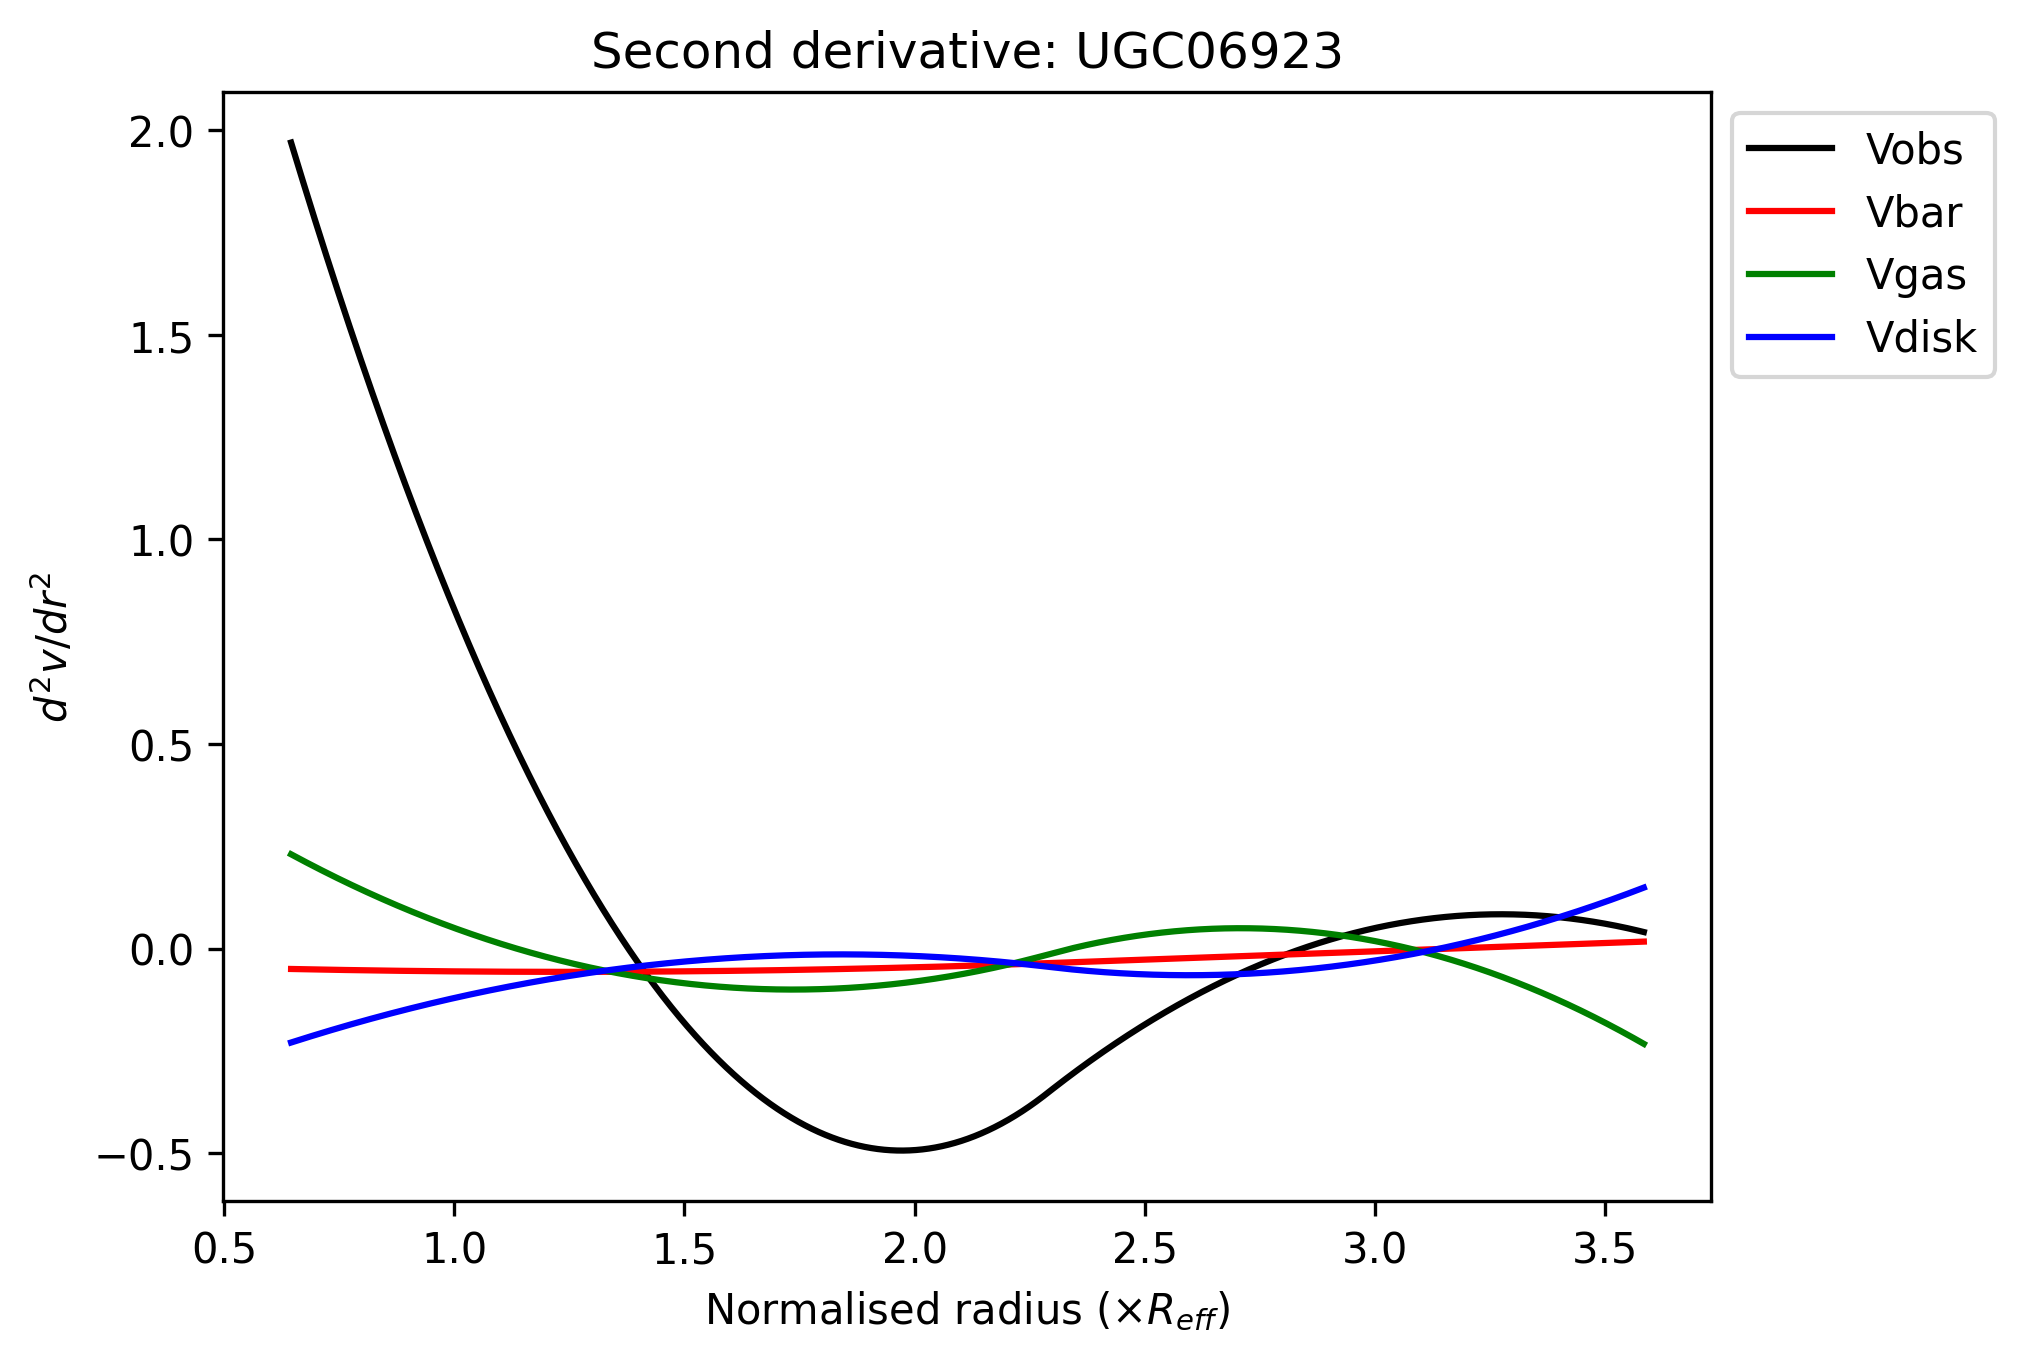 Second derivative: UGC06923
2.0
1.5
1.0
0.5
0.0
−0.5
d²v/dr²
0.5 1.0 1.5 2.0 2.5 3.0 3.5
Normalised radius (×R_eff)
Vobs
Vbar
Vgas
Vdisk